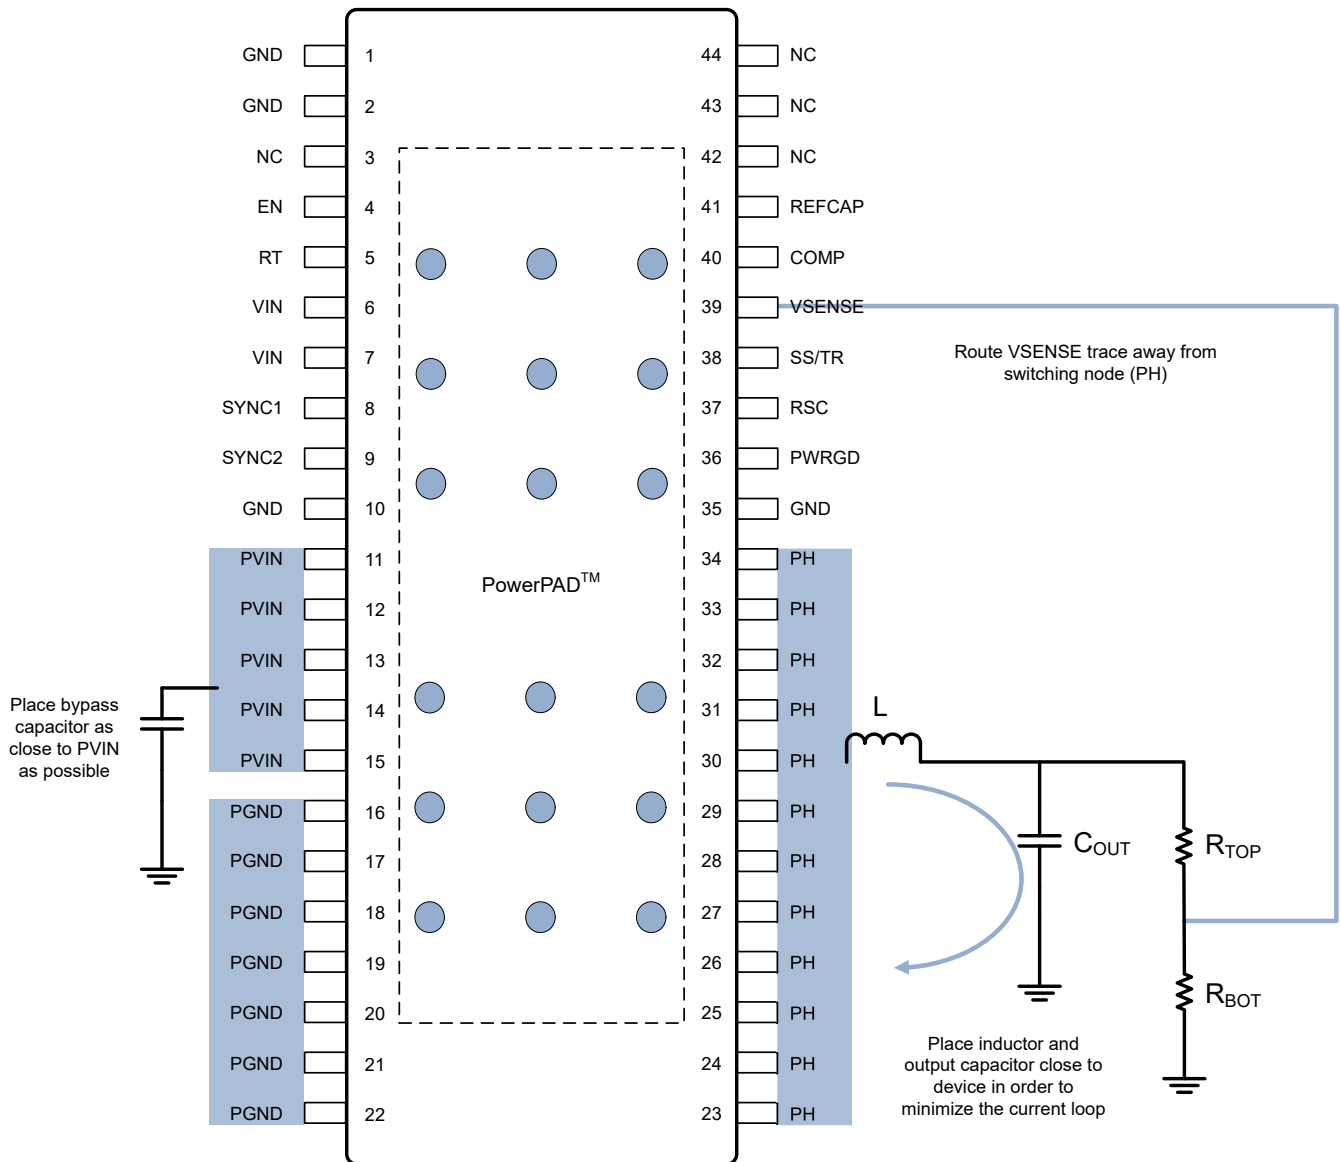 GND 1 44 NC
GND 2 43 NC
NC 3 42 NC
EN 4 41 REFCAP
RT 5 40 COMP
VIN 6 39 VSENSE
VIN 7 38 SS/TR
Route VSENSE trace away from
switching node (PH)
SYNC1 8 37 RSC
SYNC2 9 36 PWRGD
GND 10 35 GND
PVIN 11 34 PH
PowerPAD™
PVIN 12 33 PH
PVIN 13 32 PH
PVIN 14 31 PH
PVIN 15 30 PH
Place bypass
capacitor as
close to PVIN
as possible
L
PGND 16 29 PH
PGND 17 28 PH
COUT
RTOP
PGND 18 27 PH
PGND 19 26 PH
PGND 20 25 PH
RBOT
PGND 21 24 PH
PGND 22 23 PH
Place inductor and
output capacitor close to
device in order to
minimize the current loop